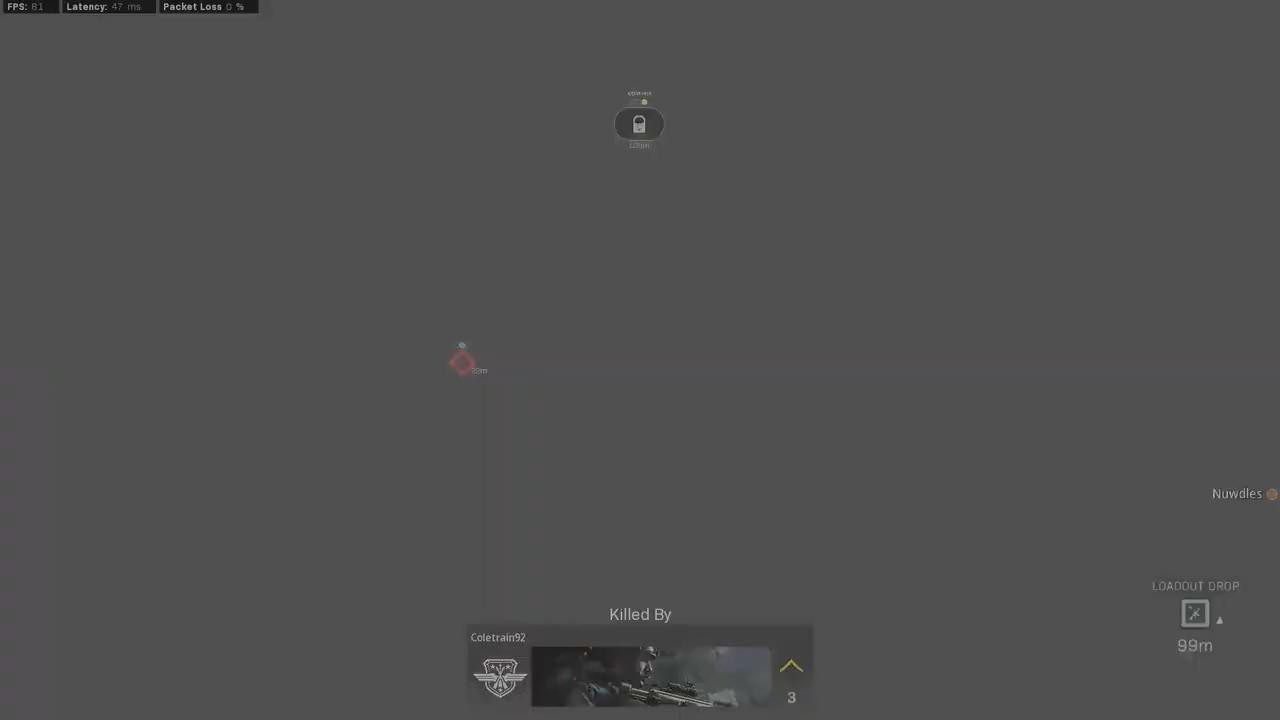 FPS: 81 Latency: 47 ms Packet Loss 0 %
Nuwdles
LOADOUT DROP
99m
Killed By
Coletrain92
3